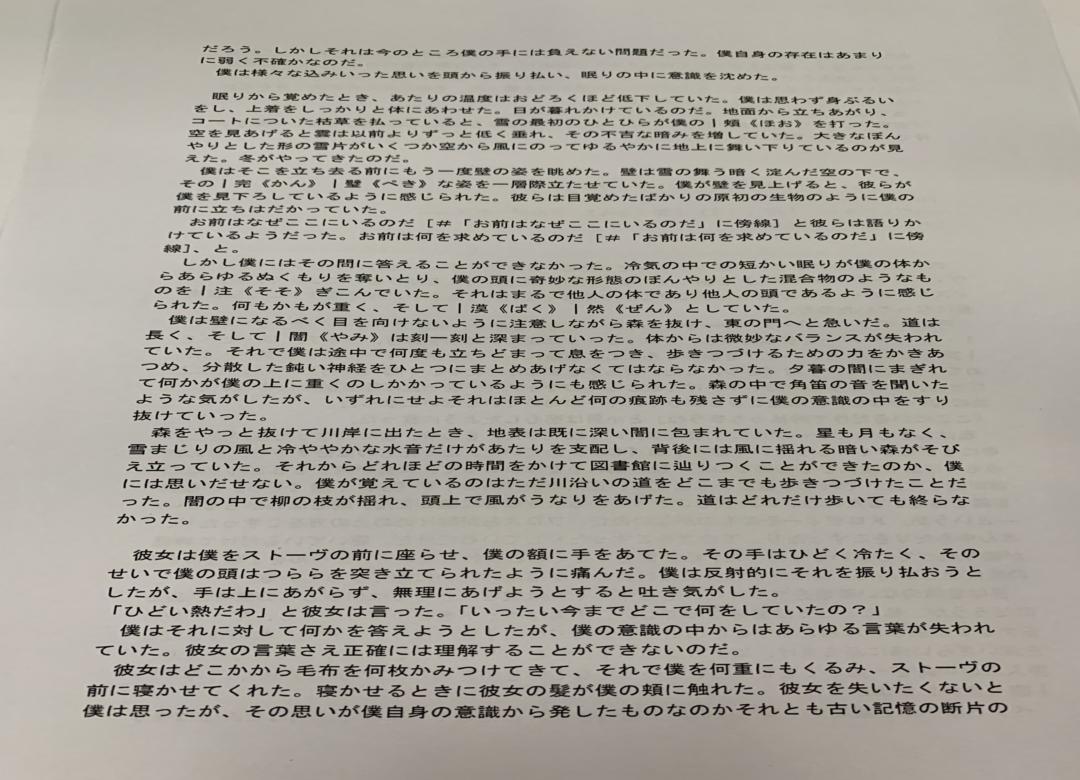 だろう。しかしそれは今のところ僕の手には負えない問題だった。僕自身の存在はあまり
に弱く不確かなのだ。
僕は様々な込みいった思いを頭から振り払い、眠りの中に意識を沈めた。
眠りから覚めたとき、あたりの温度はおどろくほど低下していた。僕は思わず身ぶるい
をし、上着をしっかりと体にあわせた。日が暮れかけているのだ。地面から立ちあがり、
コートについた枯草を払っていると、雪の最初のひとひらが僕の|頬《ほお》を打った。
空を見あげると雲は以前よりずっと低く垂れ、その不吉な暗みを増していた。大きなぼん
やりとした形の雪片がいくつか空から風にのってゆるやかに地上に舞い下りているのが見
えた。冬がやってきたのだ。
僕はそこを立ち去る前にもう一度壁の姿を眺めた。壁は雪の舞う暗く淀んだ空の下で、
その|完《かん》|璧《ぺき》な姿を一層際立たせていた。僕が壁を見上げると、彼らが
僕を見下ろしているように感じられた。彼らは目覚めたばかりの原初の生物のように僕の
前に立ちはだかっていた。
お前はなぜここにいるのだ[#「お前はなぜここにいるのだ」に傍線]と彼らは語りか
けているようだった。お前は何を求めているのだ[#「お前は何を求めているのだ」に傍
線]、と。
しかし僕にはその問に答えることができなかった。冷気の中での短かい眠りが僕の体か
らあらゆるぬくもりを奪いとり、僕の頭に奇妙な形態のぼんやりとした混合物のようなも
のを|注《そそ》ぎこんでいた。それはまるで他人の体であり他人の頭であるように感じ
られた。何もかもが重く、そして|漠《ばく》|然《ぜん》としていた。
僕は壁になるべく目を向けないように注意しながら森を抜け、東の門へと急いだ。道は
長く、そして|闇《やみ》は刻一刻と深まっていった。体からは微妙なバランスが失われ
ていた。それで僕は途中で何度も立ちどまって息をつき、歩きつづけるための力をかきあ
つめ、分散した鈍い神経をひとつにまとめあげなくてはならなかった。夕暮の闇にまぎれ
て何かが僕の上に重くのしかかっているようにも感じられた。森の中で角笛の音を聞いた
ような気がしたが、いずれにせよそれはほとんど何の痕跡も残さずに僕の意識の中をすり
抜けていった。
森をやっと抜けて川岸に出たとき、地表は既に深い闇に包まれていた。星も月もなく、
雪まじりの風と冷ややかな水音だけがあたりを支配し、背後には風に揺れる暗い森がそび
え立っていた。それからどれほどの時間をかけて図書館に辿りつくことができたのか、僕
には思いだせない。僕が覚えているのはただ川沿いの道をどこまでも歩きつづけたことだ
った。闇の中で柳の枝が揺れ、頭上で風がうなりをあげた。道はどれだけ歩いても終らな
かった。
彼女は僕をストーヴの前に座らせ、僕の額に手をあてた。その手はひどく冷たく、その
せいで僕の頭はつららを突き立てられたように痛んだ。僕は反射的にそれを振り払おうと
したが、手は上にあがらず、無理にあげようとすると吐き気がした。
「ひどい熱だわ」と彼女は言った。「いったい今までどこで何をしていたの?」
僕はそれに対して何かを答えようとしたが、僕の意識の中からはあらゆる言葉が失われ
ていた。彼女の言葉さえ正確には理解することができないのだ。
彼女はどこかから毛布を何枚かみつけてきて、それで僕を何重にもくるみ、ストーヴの
前に寝かせてくれた。寝かせるときに彼女の髪が僕の頬に触れた。彼女を失いたくないと
僕は思ったが、その思いが僕自身の意識から発したものなのかそれとも古い記憶の断片の